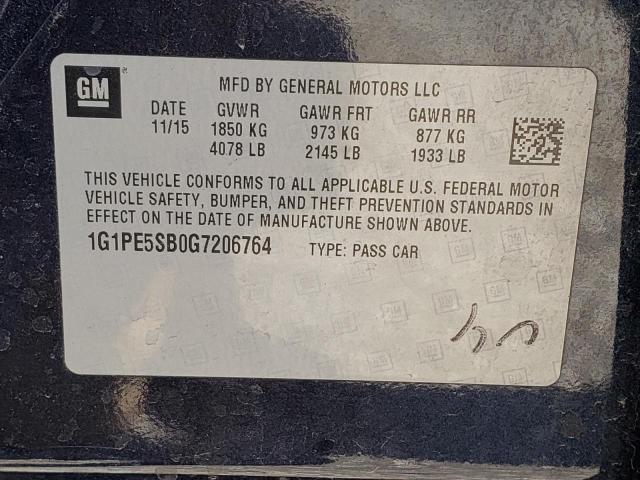 GM
MFD BY GENERAL MOTORS LLC
DATE GVWR GAWR FRT GAWR RR
11/15 1850 KG 973 KG 877 KG
4078 LB 2145 LB 1933 LB
THIS VEHICLE CONFORMS TO ALL APPLICABLE U.S. FEDERAL MOTOR
VEHICLE SAFETY, BUMPER, AND THEFT PREVENTION STANDARDS IN
EFFECT ON THE DATE OF MANUFACTURE SHOWN ABOVE.
1G1PE5SB0G7206764 TYPE: PASS CAR